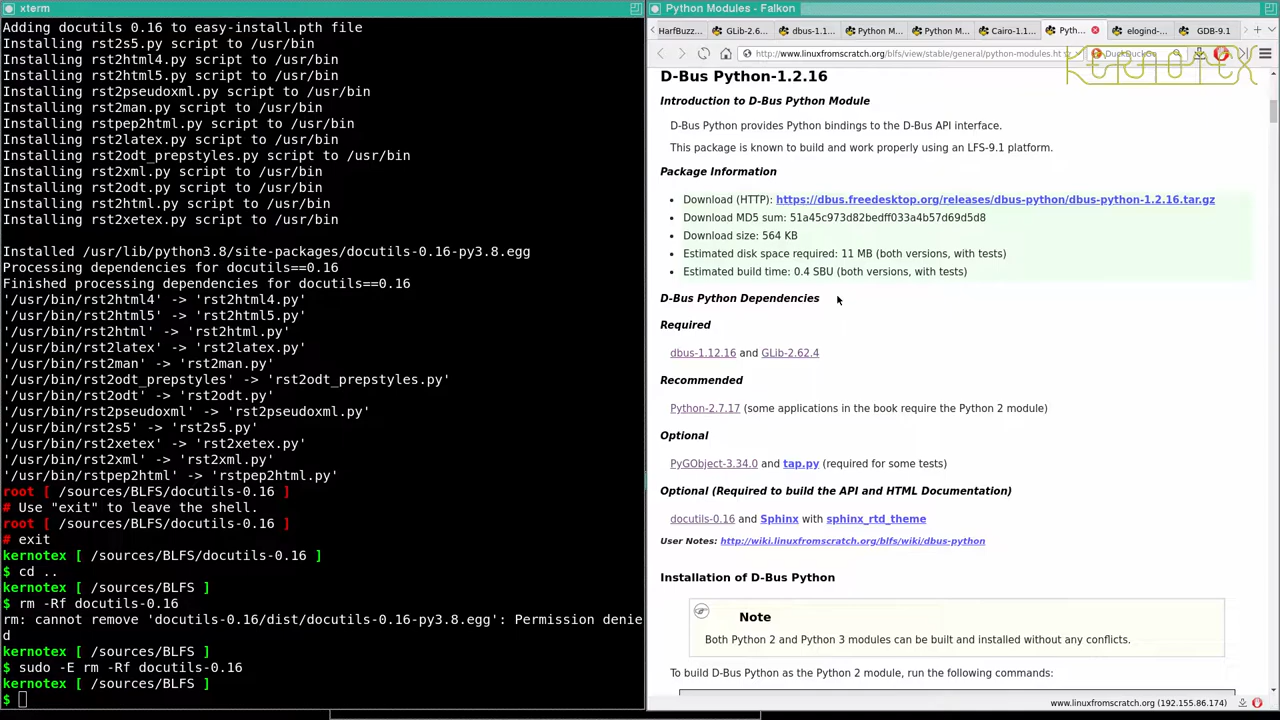 xterm
Adding docutils 0.16 to easy-install.pth file
Installing rst2s5.py script to /usr/bin
Installing rst2html4.py script to /usr/bin
Installing rst2html5.py script to /usr/bin
Installing rst2pseudoxml.py script to /usr/bin
Installing rst2man.py script to /usr/bin
Installing rstpep2html.py script to /usr/bin
Installing rst2latex.py script to /usr/bin
Installing rst2odt_prepstyles.py script to /usr/bin
Installing rst2xml.py script to /usr/bin
Installing rst2odt.py script to /usr/bin
Installing rst2html.py script to /usr/bin
Installing rst2xetex.py script to /usr/bin
Installed /usr/lib/python3.8/site-packages/docutils-0.16-py3.8.egg
Processing dependencies for docutils==0.16
Finished processing dependencies for docutils==0.16
'/usr/bin/rst2html4' -> 'rst2html4.py'
'/usr/bin/rst2html5' -> 'rst2html5.py'
'/usr/bin/rst2html' -> 'rst2html.py'
'/usr/bin/rst2latex' -> 'rst2latex.py'
'/usr/bin/rst2man' -> 'rst2man.py'
'/usr/bin/rst2odt_prepstyles' -> 'rst2odt_prepstyles.py'
'/usr/bin/rst2odt' -> 'rst2odt.py'
'/usr/bin/rst2pseudoxml' -> 'rst2pseudoxml.py'
'/usr/bin/rst2s5' -> 'rst2s5.py'
'/usr/bin/rst2xetex' -> 'rst2xetex.py'
'/usr/bin/rst2xml' -> 'rst2xml.py'
'/usr/bin/rstpep2html' -> 'rstpep2html.py'
root [ /sources/BLFS/docutils-0.16 ]
# Use "exit" to leave the shell.
root [ /sources/BLFS/docutils-0.16 ]
# exit
kernotex [ /sources/BLFS/docutils-0.16 ]
$ cd ..
kernotex [ /sources/BLFS ]
$ rm -Rf docutils-0.16
rm: cannot remove 'docutils-0.16/dist/docutils-0.16-py3.8.egg': Permission denie
d
kernotex [ /sources/BLFS ]
$ sudo -E rm -Rf docutils-0.16
kernotex [ /sources/BLFS ]
$
Python Modules - Falkon
HarfBuzz... GLib-2.6... dbus-1.1... Python M... Python M... Cairo-1.1... Pyth... elogind-... GDB-9.1
http://www.linuxfromscratch.org/blfs/view/stable/general/python-modules.ht DuckDuckGo
KERNOTEX
D-Bus Python-1.2.16
Introduction to D-Bus Python Module
D-Bus Python provides Python bindings to the D-Bus API interface.
This package is known to build and work properly using an LFS-9.1 platform.
Package Information
• Download (HTTP): https://dbus.freedesktop.org/releases/dbus-python/dbus-python-1.2.16.tar.gz
• Download MD5 sum: 51a45c973d82bedff033a4b57d69d5d8
• Download size: 564 KB
• Estimated disk space required: 11 MB (both versions, with tests)
• Estimated build time: 0.4 SBU (both versions, with tests)
D-Bus Python Dependencies
Required
dbus-1.12.16 and GLib-2.62.4
Recommended
Python-2.7.17 (some applications in the book require the Python 2 module)
Optional
PyGObject-3.34.0 and tap.py (required for some tests)
Optional (Required to build the API and HTML Documentation)
docutils-0.16 and Sphinx with sphinx_rtd_theme
User Notes: http://wiki.linuxfromscratch.org/blfs/wiki/dbus-python
Installation of D-Bus Python
Note
Both Python 2 and Python 3 modules can be built and installed without any conflicts.
To build D-Bus Python as the Python 2 module, run the following commands:
www.linuxfromscratch.org (192.155.86.174)